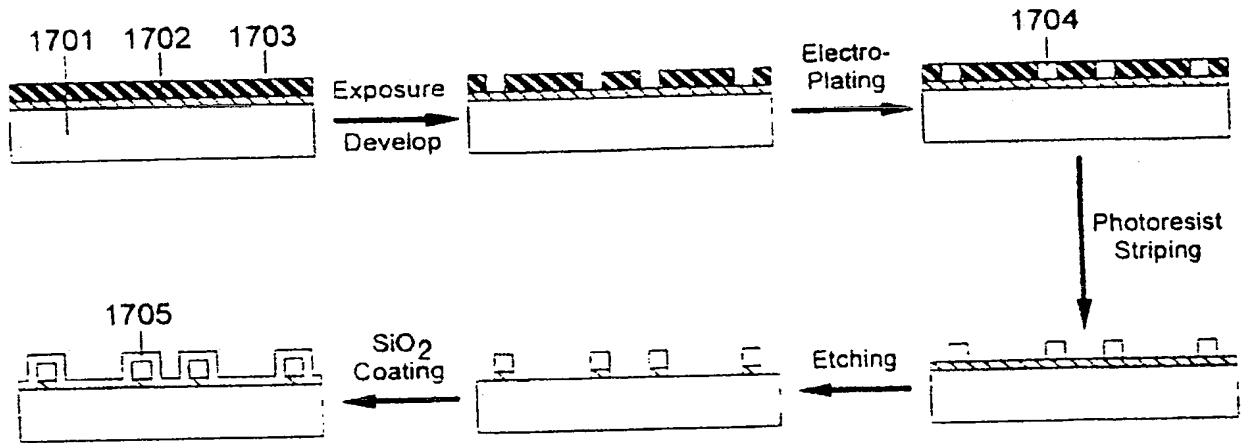 1701 1702 1703
Exposure
Develop
Electro-
Plating
1704
Photoresist
Striping
Etching
SiO2
Coating
1705